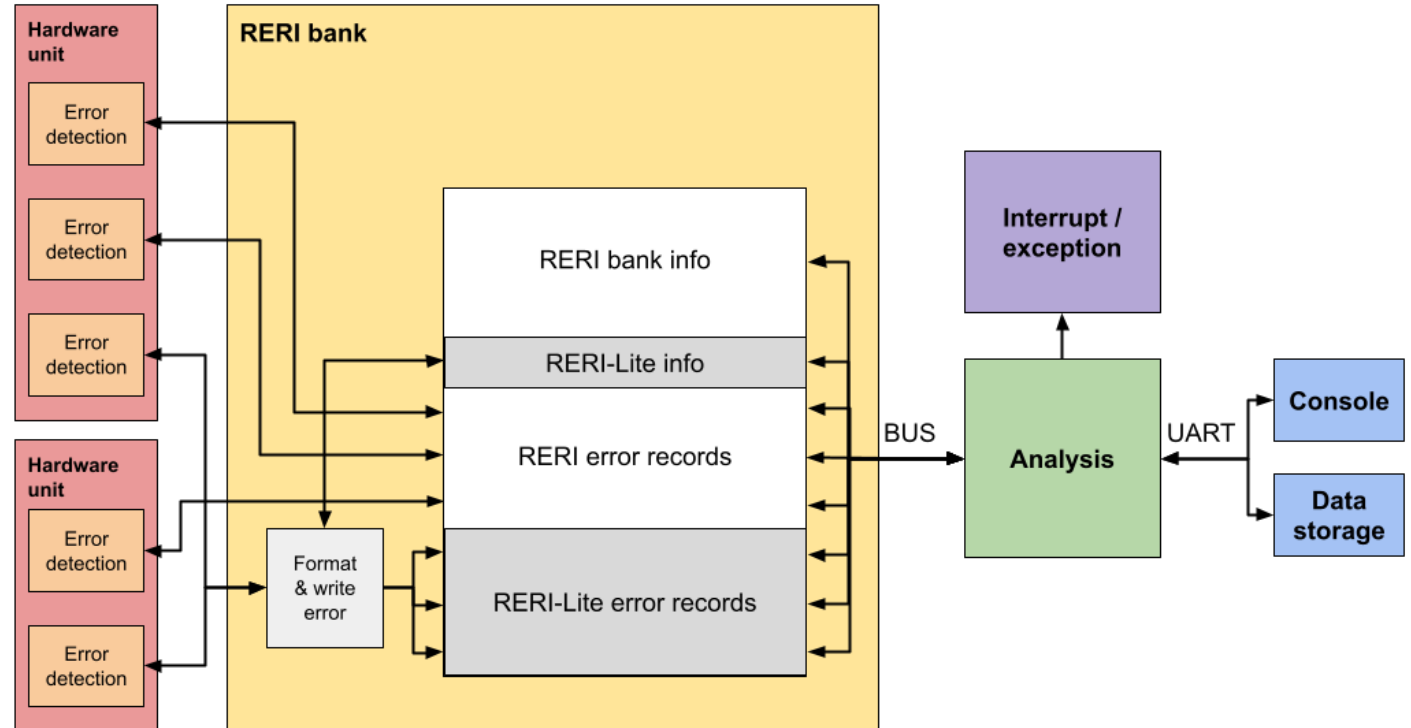 Hardware
unit
Error
detection
Error
detection
Error
detection
Hardware
unit
Error
detection
Error
detection
RERI bank
RERI bank info
RERI-Lite info
RERI error records
RERI-Lite error records
Format
& write
error
BUS
Interrupt /
exception
Analysis
UART
Console
Data
storage